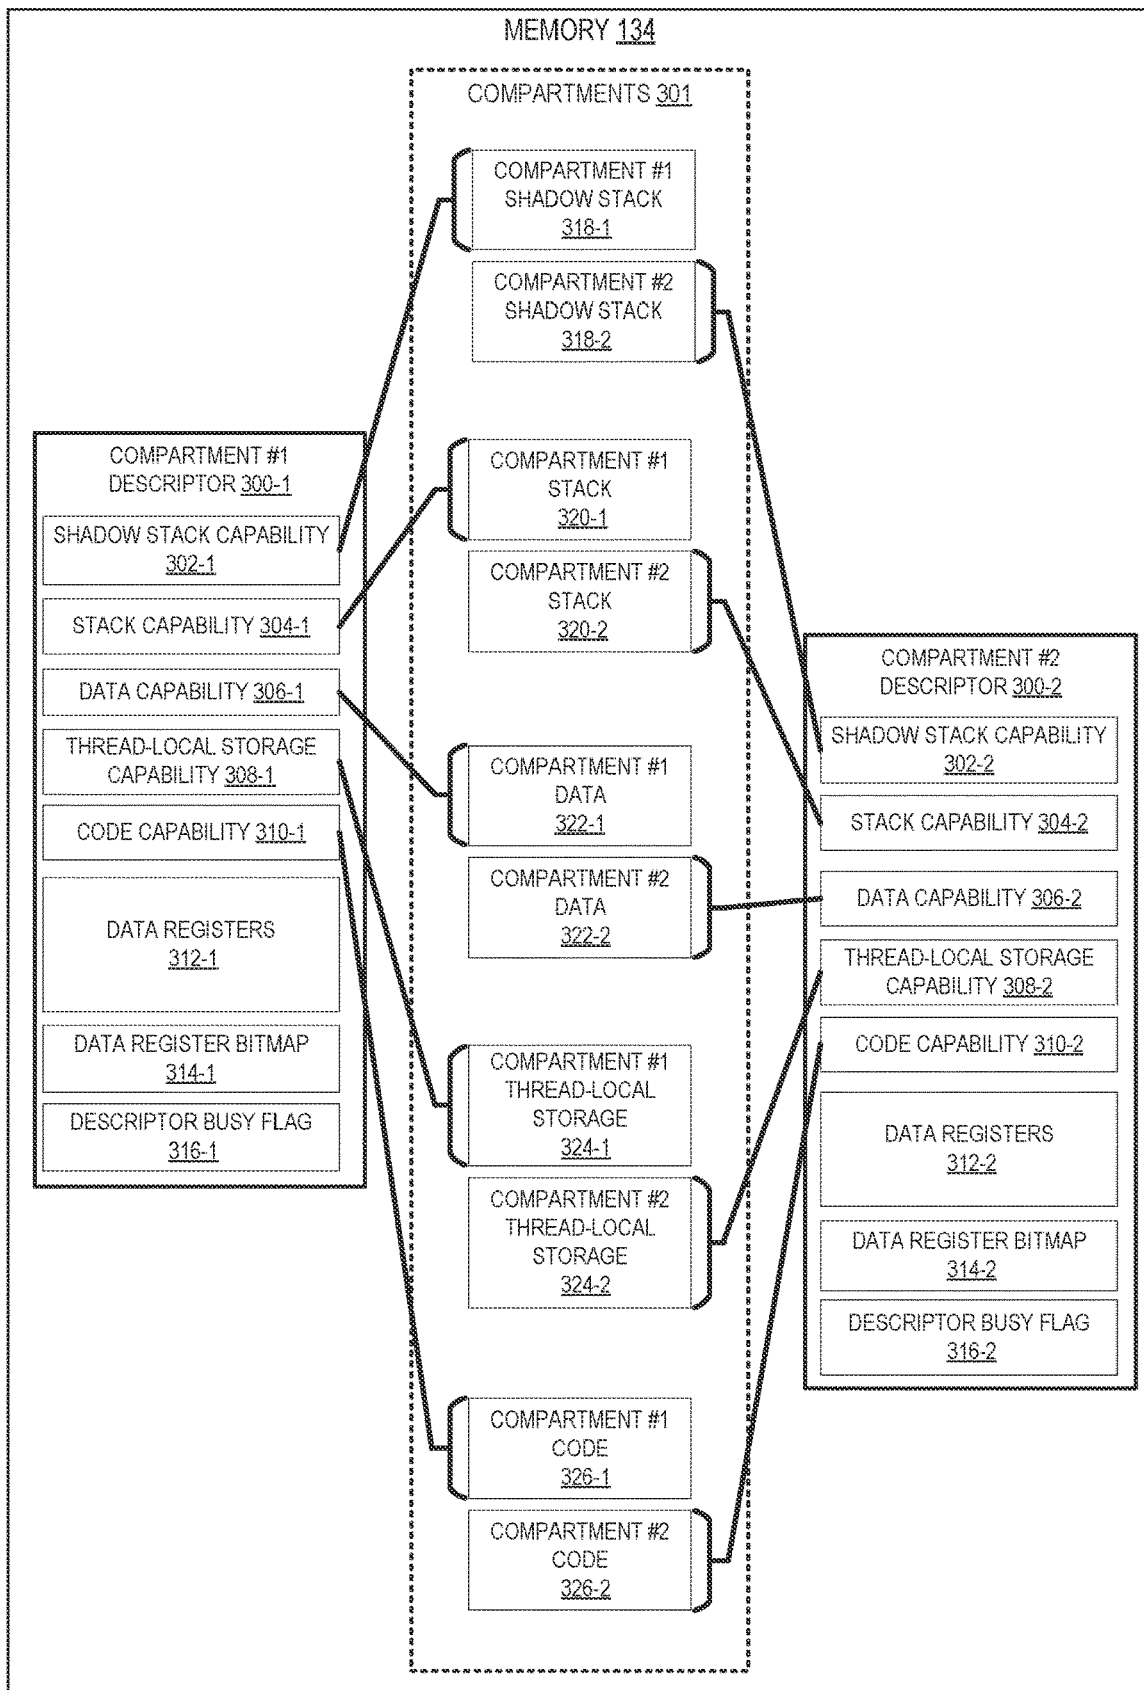 MEMORY 134
COMPARTMENTS 301
COMPARTMENT #1
SHADOW STACK
318-1
COMPARTMENT #2
SHADOW STACK
318-2
COMPARTMENT #1
STACK
320-1
COMPARTMENT #2
STACK
320-2
COMPARTMENT #1
DATA
322-1
COMPARTMENT #2
DATA
322-2
COMPARTMENT #1
THREAD-LOCAL
STORAGE
324-1
COMPARTMENT #2
THREAD-LOCAL
STORAGE
324-2
COMPARTMENT #1
CODE
326-1
COMPARTMENT #2
CODE
326-2
COMPARTMENT #1
DESCRIPTOR 300-1
SHADOW STACK CAPABILITY
302-1
STACK CAPABILITY 304-1
DATA CAPABILITY 306-1
THREAD-LOCAL STORAGE
CAPABILITY 308-1
CODE CAPABILITY 310-1
DATA REGISTERS
312-1
DATA REGISTER BITMAP
314-1
DESCRIPTOR BUSY FLAG
316-1
COMPARTMENT #2
DESCRIPTOR 300-2
SHADOW STACK CAPABILITY
302-2
STACK CAPABILITY 304-2
DATA CAPABILITY 306-2
THREAD-LOCAL STORAGE
CAPABILITY 308-2
CODE CAPABILITY 310-2
DATA REGISTERS
312-2
DATA REGISTER BITMAP
314-2
DESCRIPTOR BUSY FLAG
316-2